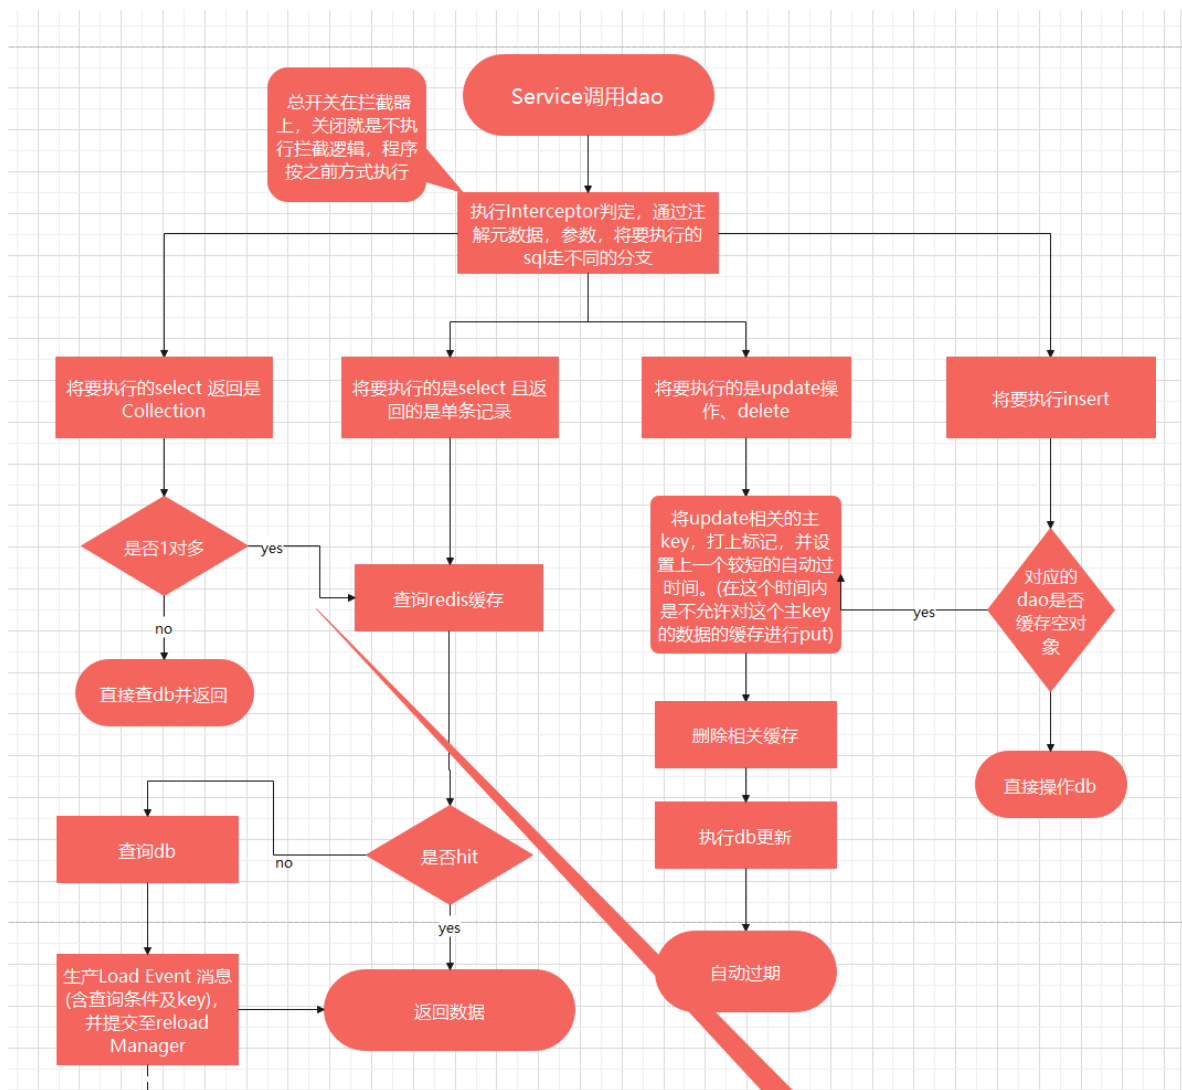 Service调用dao
总开关在拦截器
上，关闭就是不执
行拦截逻辑，程序
按之前方式执行
执行Interceptor判定，通过注
解元数据，参数，将要执行的
sql走不同的分支
将要执行的select 返回是
Collection
将要执行的是select 且返
回的是单条记录
将要执行的是update操
作、delete
将要执行insert
是否1对多
yes
no
直接查db并返回
查询redis缓存
将update相关的主
key，打上标记，并设
置上一个较短的自动过
时间。(在这个时间内
是不允许对这个主key
的数据的缓存进行put)
对应的
dao是否
缓存空对
象
yes
删除相关缓存
直接操作db
执行db更新
查询db
是否hit
no
yes
自动过期
生产Load Event 消息
(含查询条件及key)，
并提交至reload
Manager
返回数据